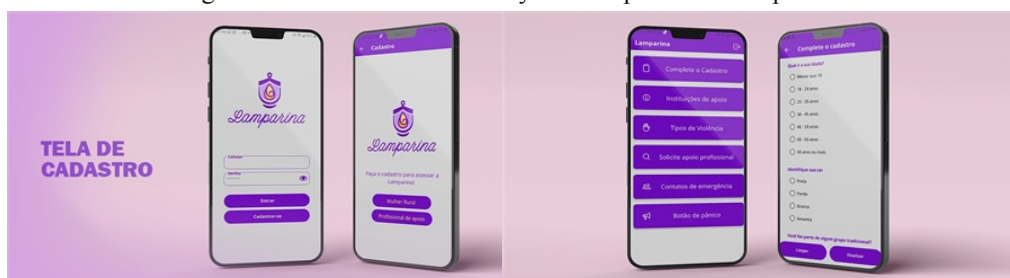 TELA DE
CADASTRO
Lamparina
Celular
Senha
Entrar
Cadastrar-se
Cadastro
Lamparina
Faça o cadastro para acessar a
Lamparina!
Mulher Rural
Profissional de apoio
Lamparina
Complete o Cadastro
Instituições de apoio
Tipos de Violência
Solicite apoio profissional
Contatos de emergência
Botão de pânico
Complete o cadastro
Qual é a sua idade?
Menor que 18
18 - 24 anos
25 - 35 anos
36 - 45 anos
46 - 59 anos
60 - 65 anos
Identifique sua cor
Preta
Parda
Branca
Amarela
Você faz parte de algum grupo tradicional?
Limpar
Finalizar